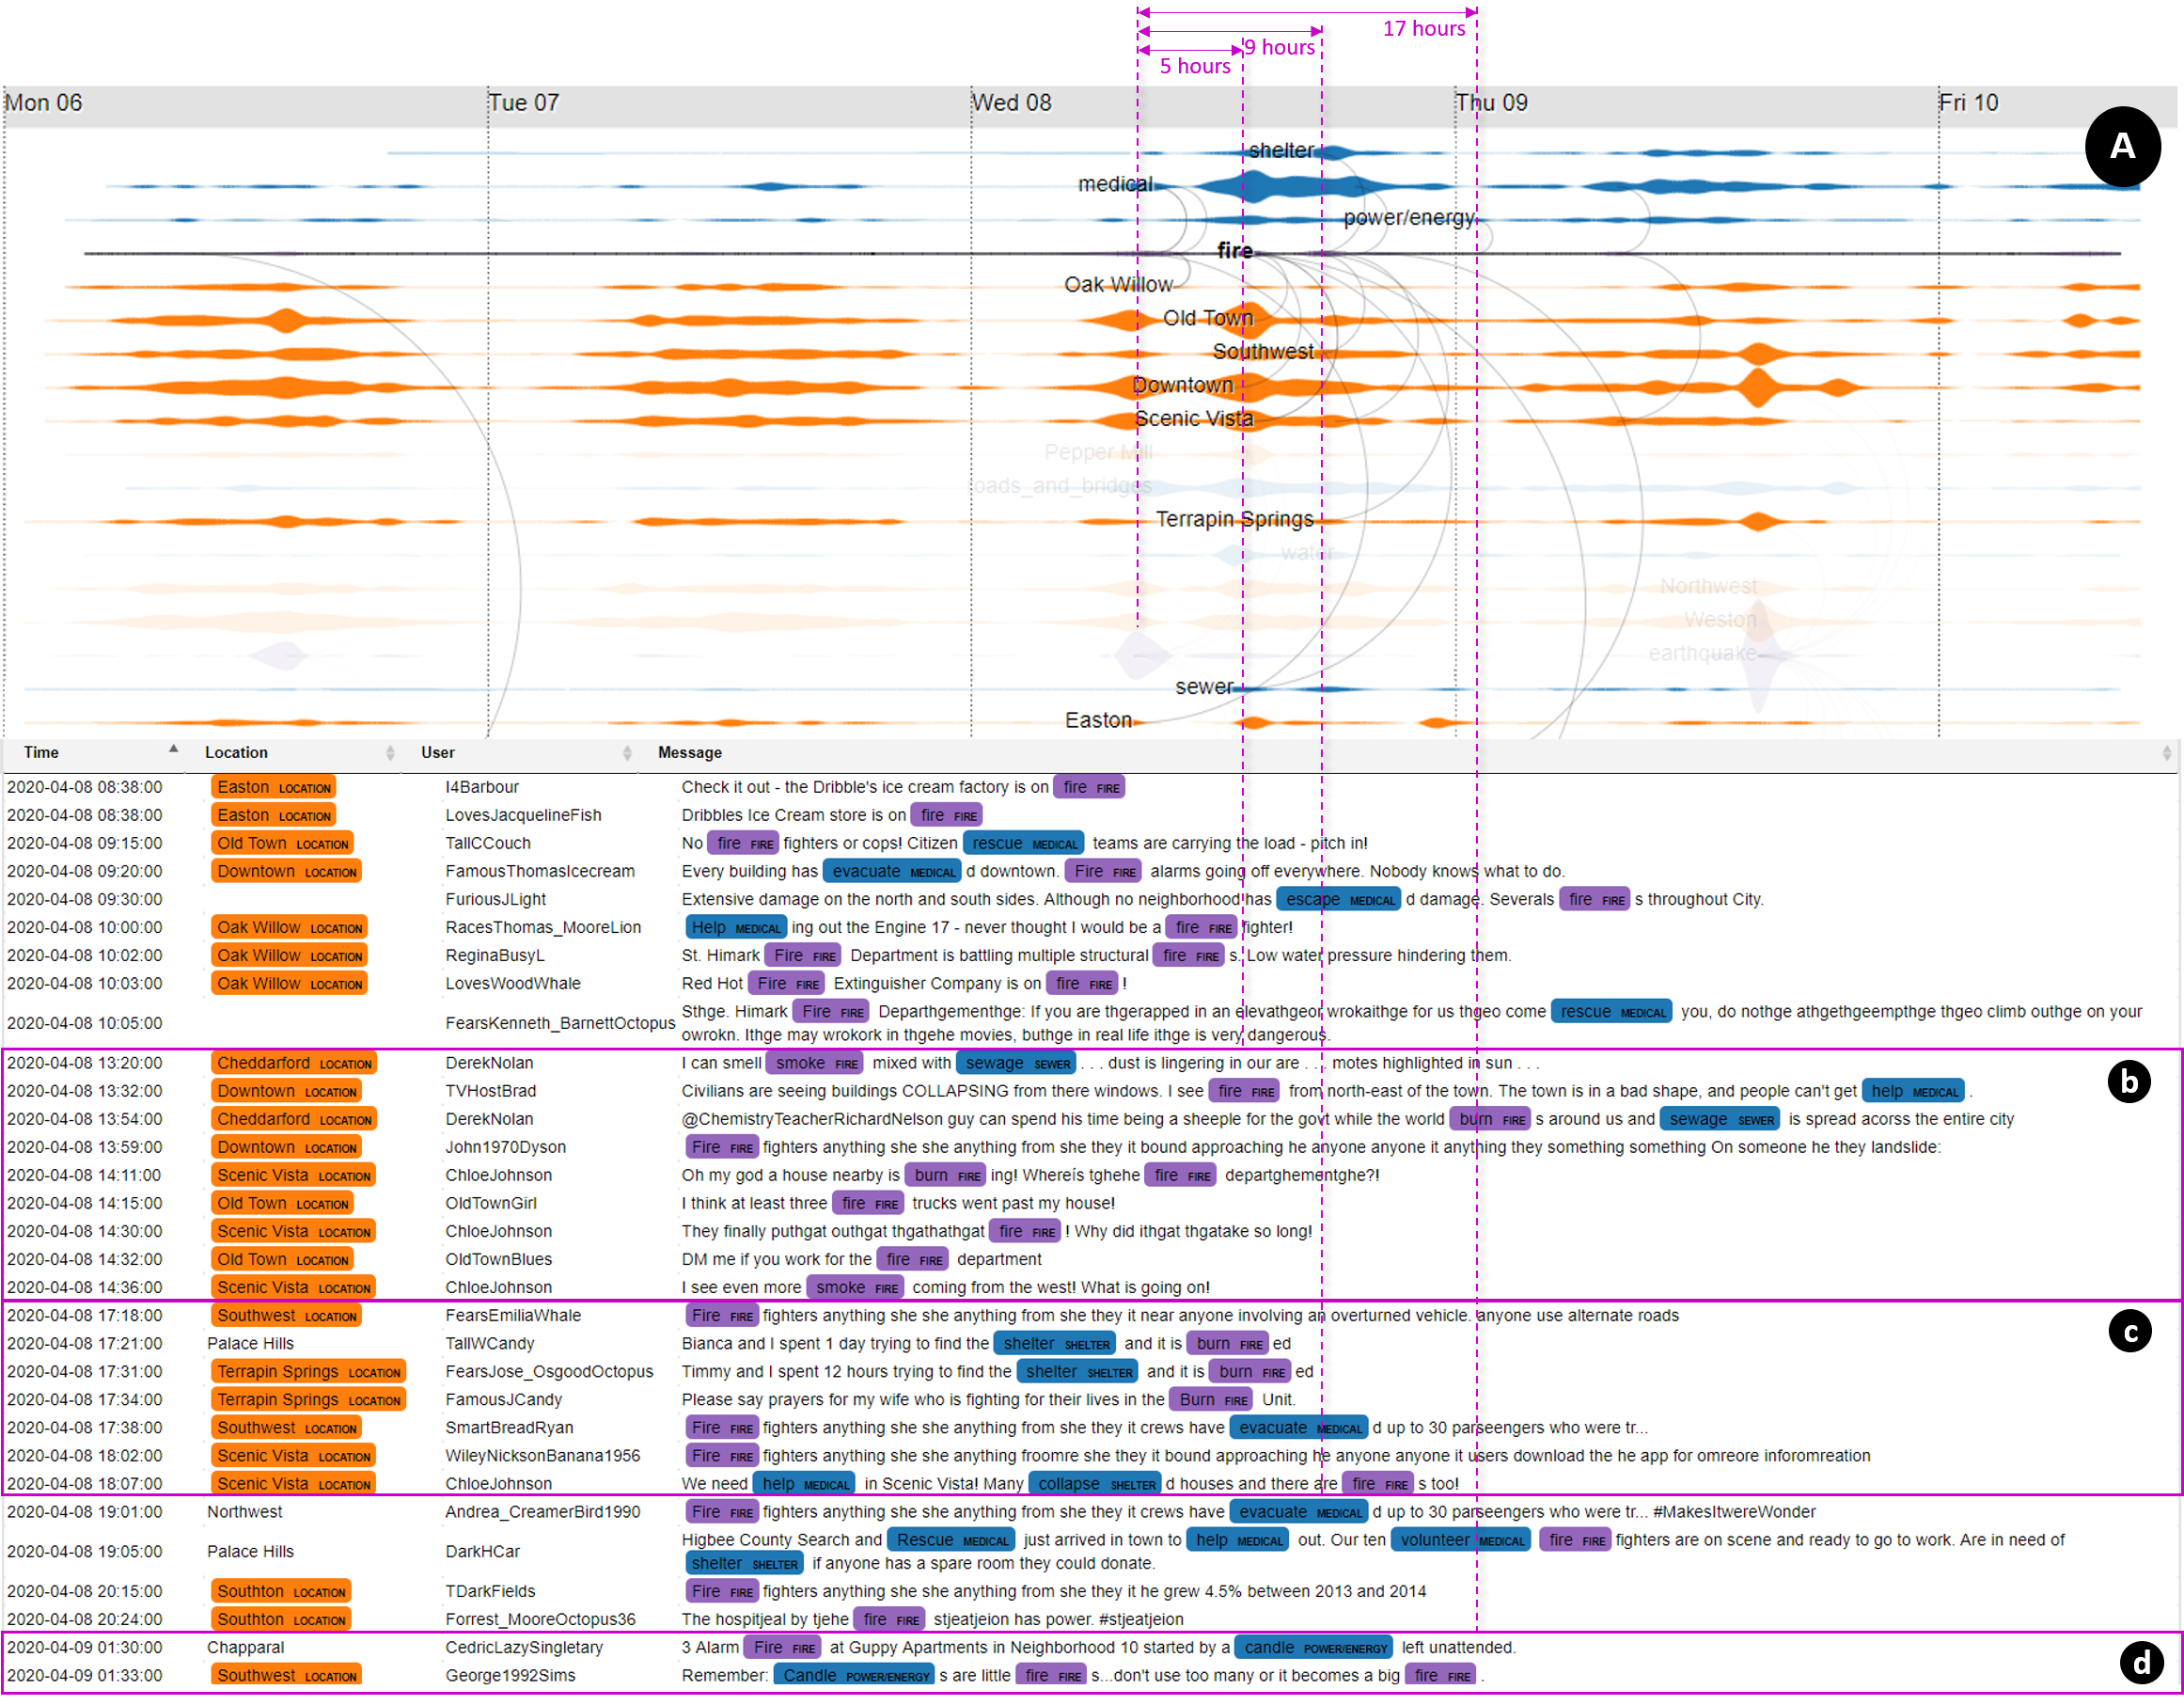 17 hours
9 hours
5 hours
Mon 06 Tue 07 Wed 08 Thu 09 Fri 10
A
shelter
medical
power/energy
fire
Oak Willow
Old Town
Southwest
Downtown
Scenic Vista
Pepper Mill
roads_and_bridges
Terrapin Springs
water
Northwest
Weston
earthquake
sewer
Easton
Time Location User Message
2020-04-08 08:38:00 Easton LOCATION I4Barbour Check it out - the Dribble's ice cream factory is on fire FIRE
2020-04-08 08:38:00 Easton LOCATION LovesJacquelineFish Dribbles Ice Cream store is on fire FIRE
2020-04-08 09:15:00 Old Town LOCATION TallCCouch No fire FIRE fighters or cops! Citizen rescue MEDICAL teams are carrying the load - pitch in!
2020-04-08 09:20:00 Downtown LOCATION FamousThomasIcecream Every building has evacuate MEDICAL d downtown. Fire FIRE alarms going off everywhere. Nobody knows what to do.
2020-04-08 09:30:00 FuriousJLight Extensive damage on the north and south sides. Although no neighborhood has escape MEDICAL d damage. Severals fire FIRE s throughout City.
2020-04-08 10:00:00 Oak Willow LOCATION RacesThomas_MooreLion Help MEDICAL ing out the Engine 17 - never thought I would be a fire FIRE fighter!
2020-04-08 10:02:00 Oak Willow LOCATION ReginaBusyL St. Himark Fire FIRE Department is battling multiple structural fire FIRE s. Low water pressure hindering them.
2020-04-08 10:03:00 Oak Willow LOCATION LovesWoodWhale Red Hot Fire FIRE Extinguisher Company is on fire FIRE !
2020-04-08 10:05:00 FearsKenneth_BarnettOctopus Sthge. Himark Fire FIRE Departhgementhge: If you are thgerapped in an elevathgeor wrokaithge for us thgeo come rescue MEDICAL you, do nothge athgethgeempthge thgeo climb outhge on your
owrokn. Ithge may wrokork in thgehe movies, buthge in real life ithge is very dangerous.
b
2020-04-08 13:20:00 Cheddarford LOCATION DerekNolan I can smell smoke FIRE mixed with sewage SEWER . . . dust is lingering in our are . . . motes highlighted in sun . . .
2020-04-08 13:32:00 Downtown LOCATION TVHostBrad Civilians are seeing buildings COLLAPSING from there windows. I see fire FIRE from north-east of the town. The town is in a bad shape, and people can't get help MEDICAL .
2020-04-08 13:54:00 Cheddarford LOCATION DerekNolan @ChemistryTeacherRichardNelson guy can spend his time being a sheeple for the govt while the world burn FIRE s around us and sewage SEWER is spread acorss the entire city
2020-04-08 13:59:00 Downtown LOCATION John1970Dyson Fire FIRE fighters anything she she anything from she they it bound approaching he anyone anyone it anything they something something On someone he they landslide:
2020-04-08 14:11:00 Scenic Vista LOCATION ChloeJohnson Oh my god a house nearby is burn FIRE ing! Whereís tghehe fire FIRE departghementghe?!
2020-04-08 14:15:00 Old Town LOCATION OldTownGirl I think at least three fire FIRE trucks went past my house!
2020-04-08 14:30:00 Scenic Vista LOCATION ChloeJohnson They finally puthgat outhgat thgathathgat fire FIRE ! Why did ithgat thgatake so long!
2020-04-08 14:32:00 Old Town LOCATION OldTownBlues DM me if you work for the fire FIRE department
2020-04-08 14:36:00 Scenic Vista LOCATION ChloeJohnson I see even more smoke FIRE coming from the west! What is going on!
c
2020-04-08 17:18:00 Southwest LOCATION FearsEmiliaWhale Fire FIRE fighters anything she she anything from she they it near anyone involving an overturned vehicle. anyone use alternate roads
2020-04-08 17:21:00 Palace Hills TallWCandy Bianca and I spent 1 day trying to find the shelter SHELTER and it is burn FIRE ed
2020-04-08 17:31:00 Terrapin Springs LOCATION FearsJose_OsgoodOctopus Timmy and I spent 12 hours trying to find the shelter SHELTER and it is burn FIRE ed
2020-04-08 17:34:00 Terrapin Springs LOCATION FamousJCandy Please say prayers for my wife who is fighting for their lives in the Burn FIRE Unit.
2020-04-08 17:38:00 Southwest LOCATION SmartBreadRyan Fire FIRE fighters anything she she anything from she they it crews have evacuate MEDICAL d up to 30 parseengers who were tr...
2020-04-08 18:02:00 Scenic Vista LOCATION WileyNicksonBanana1956 Fire FIRE fighters anything she she anything froomre she they it bound approaching he anyone anyone it users download the he app for omreore inforomreation
2020-04-08 18:07:00 Scenic Vista LOCATION ChloeJohnson We need help MEDICAL in Scenic Vista! Many collapse SHELTER d houses and there are fire FIRE s too!
2020-04-08 19:01:00 Northwest Andrea_CreamerBird1990 Fire FIRE fighters anything she she anything from she they it crews have evacuate MEDICAL d up to 30 parseengers who were tr... #MakesItwereWonder
2020-04-08 19:05:00 Palace Hills DarkHCar Higbee County Search and Rescue MEDICAL just arrived in town to help MEDICAL out. Our ten volunteer MEDICAL fire FIRE fighters are on scene and ready to go to work. Are in need of
shelter SHELTER if anyone has a spare room they could donate.
2020-04-08 20:15:00 Southton LOCATION TDarkFields Fire FIRE fighters anything she she anything from she they it he grew 4.5% between 2013 and 2014
2020-04-08 20:24:00 Southton LOCATION Forrest_MooreOctopus36 The hospitjeal by tjehe fire FIRE stjeatjeion has power. #stjeatjeion
2020-04-09 01:30:00 Chapparal CedricLazySingletary 3 Alarm Fire FIRE at Guppy Apartments in Neighborhood 10 started by a candle POWER/ENERGY left unattended.
2020-04-09 01:33:00 Southwest LOCATION George1992Sims Remember: Candle POWER/ENERGY s are little fire FIRE s...don't use too many or it becomes a big fire FIRE .
d